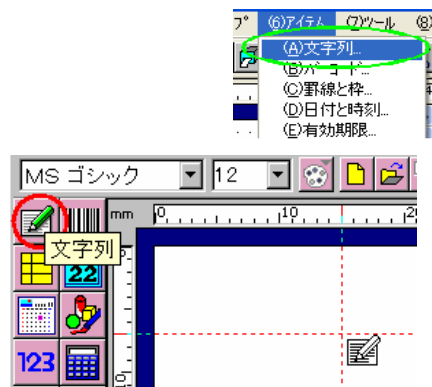 (6)アイテム (7)ツール (8)
(A)文字列...
(B)バーコード...
(C)罫線と枠...
(D)日付と時刻...
(E)有効期限...
MS ゴシック 12
mm 0 10 2
文字列
22
123